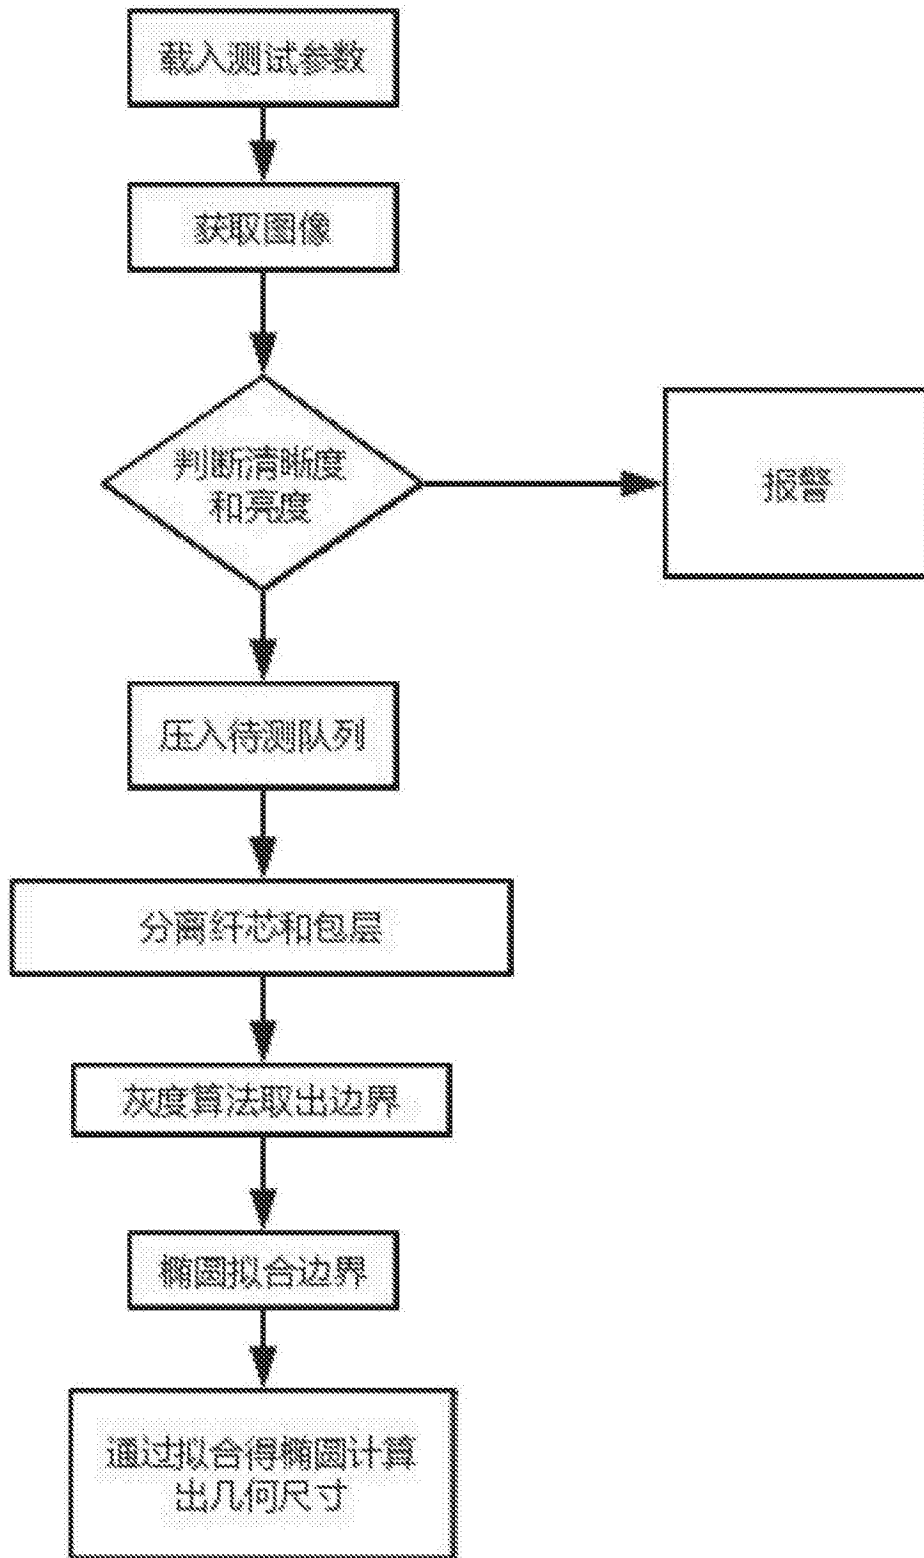 载入测试参数
获取图像
判断清晰度
和亮度
报警
压入待测队列
分离纤芯和包层
灰度算法取出边界
椭圆拟合边界
通过拟合得椭圆计算
出几何尺寸